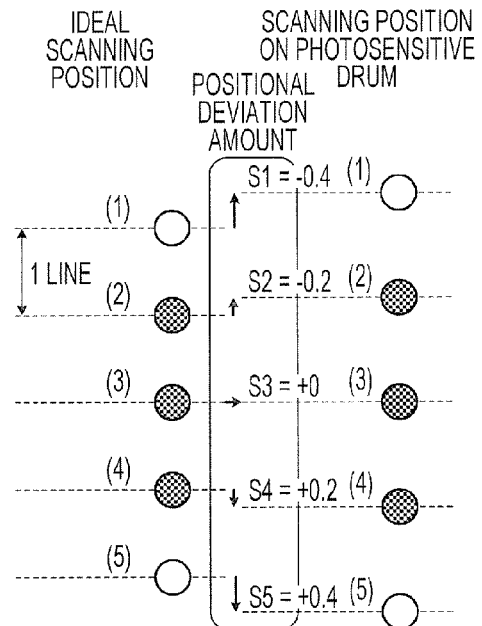 IDEAL
SCANNING
POSITION
SCANNING POSITION
ON PHOTOSENSITIVE
DRUM
POSITIONAL
DEVIATION
AMOUNT
S1 = -0.4 (1)
(1)
1 LINE
S2 = -0.2 (2)
(2)
(3)
S3 = +0 (3)
(4)
S4 = +0.2 (4)
(5)
S5 = +0.4 (5)